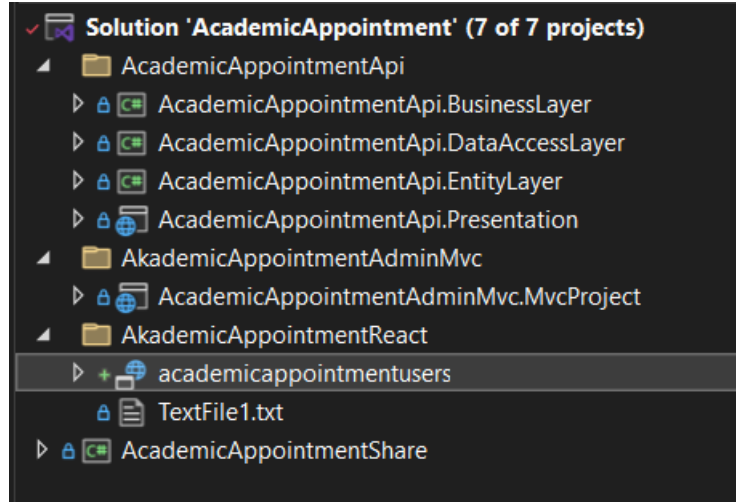 Solution 'AcademicAppointment' (7 of 7 projects)
AcademicAppointmentApi
C# AcademicAppointmentApi.BusinessLayer
C# AcademicAppointmentApi.DataAccessLayer
C# AcademicAppointmentApi.EntityLayer
AcademicAppointmentApi.Presentation
AkademicAppointmentAdminMvc
AcademicAppointmentAdminMvc.MvcProject
AkademicAppointmentReact
academicappointmentusers
TextFile1.txt
C# AcademicAppointmentShare